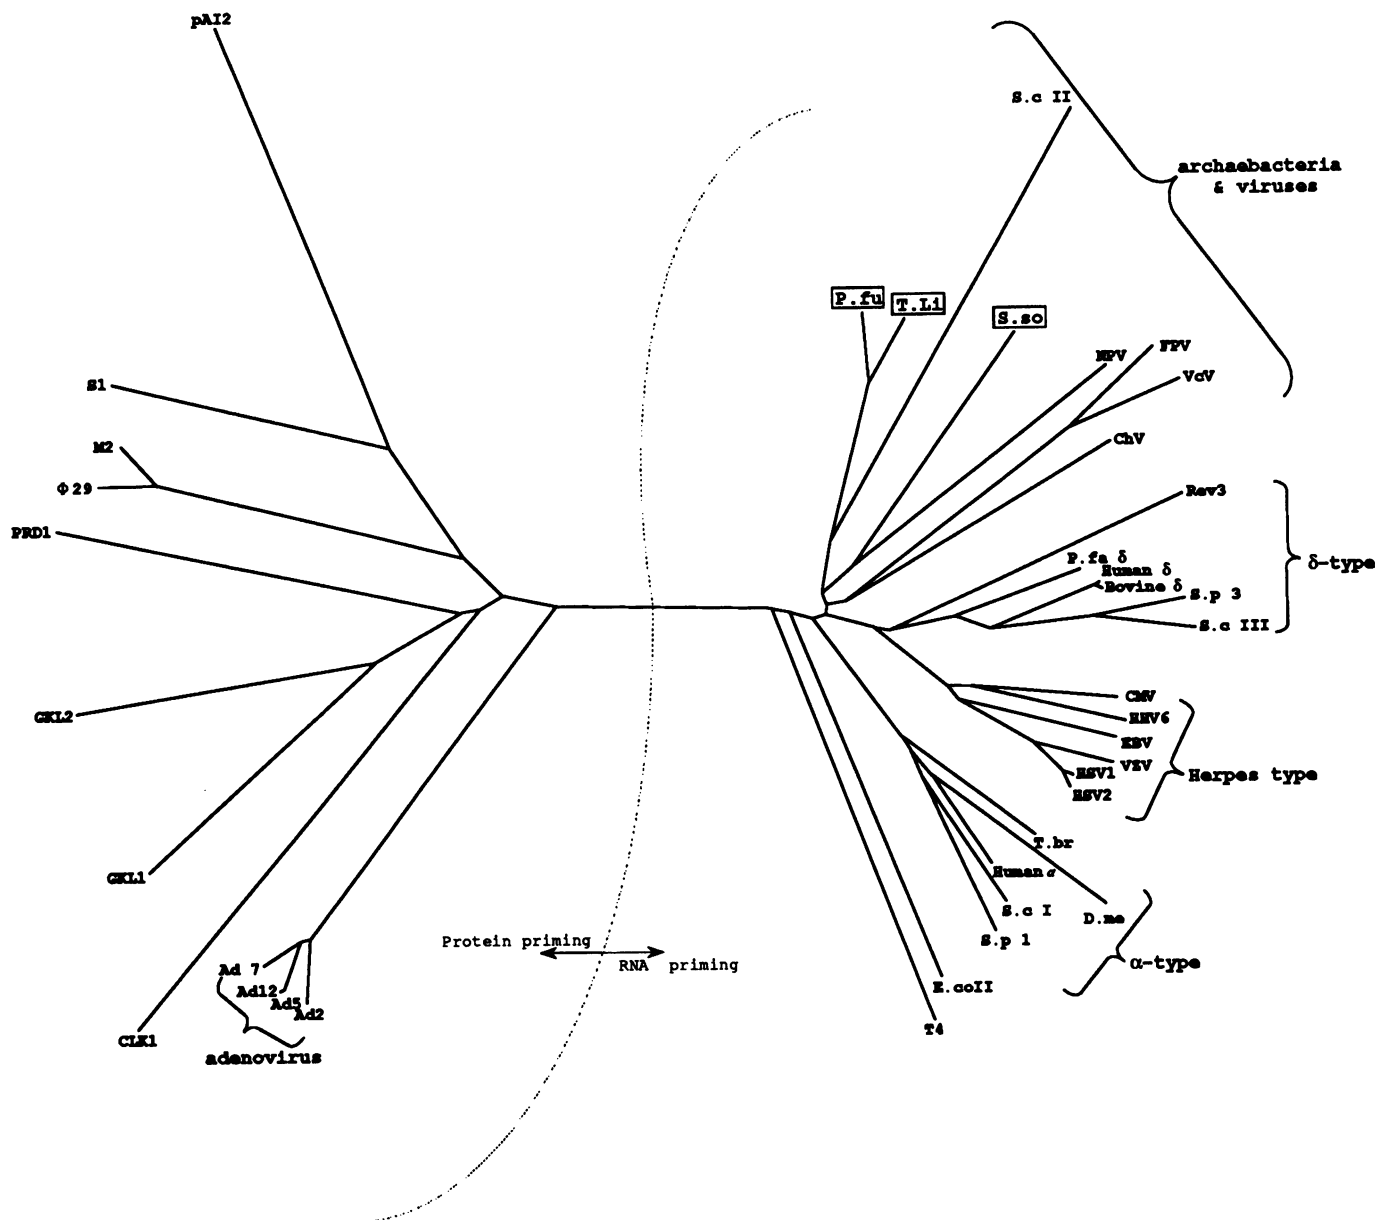 pAI2
S.c II
archaebacteria
& viruses
P.fu
T.Li
S.so
NPV
FPV
VcV
S1
ChV
M2
Φ29
Rev3
PRD1
P.fa δ
Human δ
Bovine δ
δ-type
S.p 3
S.c III
CMV
GKL2
HHV6
EBV
VZV
HSV1
Herpes type
HSV2
T.br
Human α
GKL1
S.c I
D.me
S.p 1
Protein priming
RNA priming
α-type
Ad 7
Ad12
Ad5
Ad2
E.coII
T4
CLK1
adenovirus